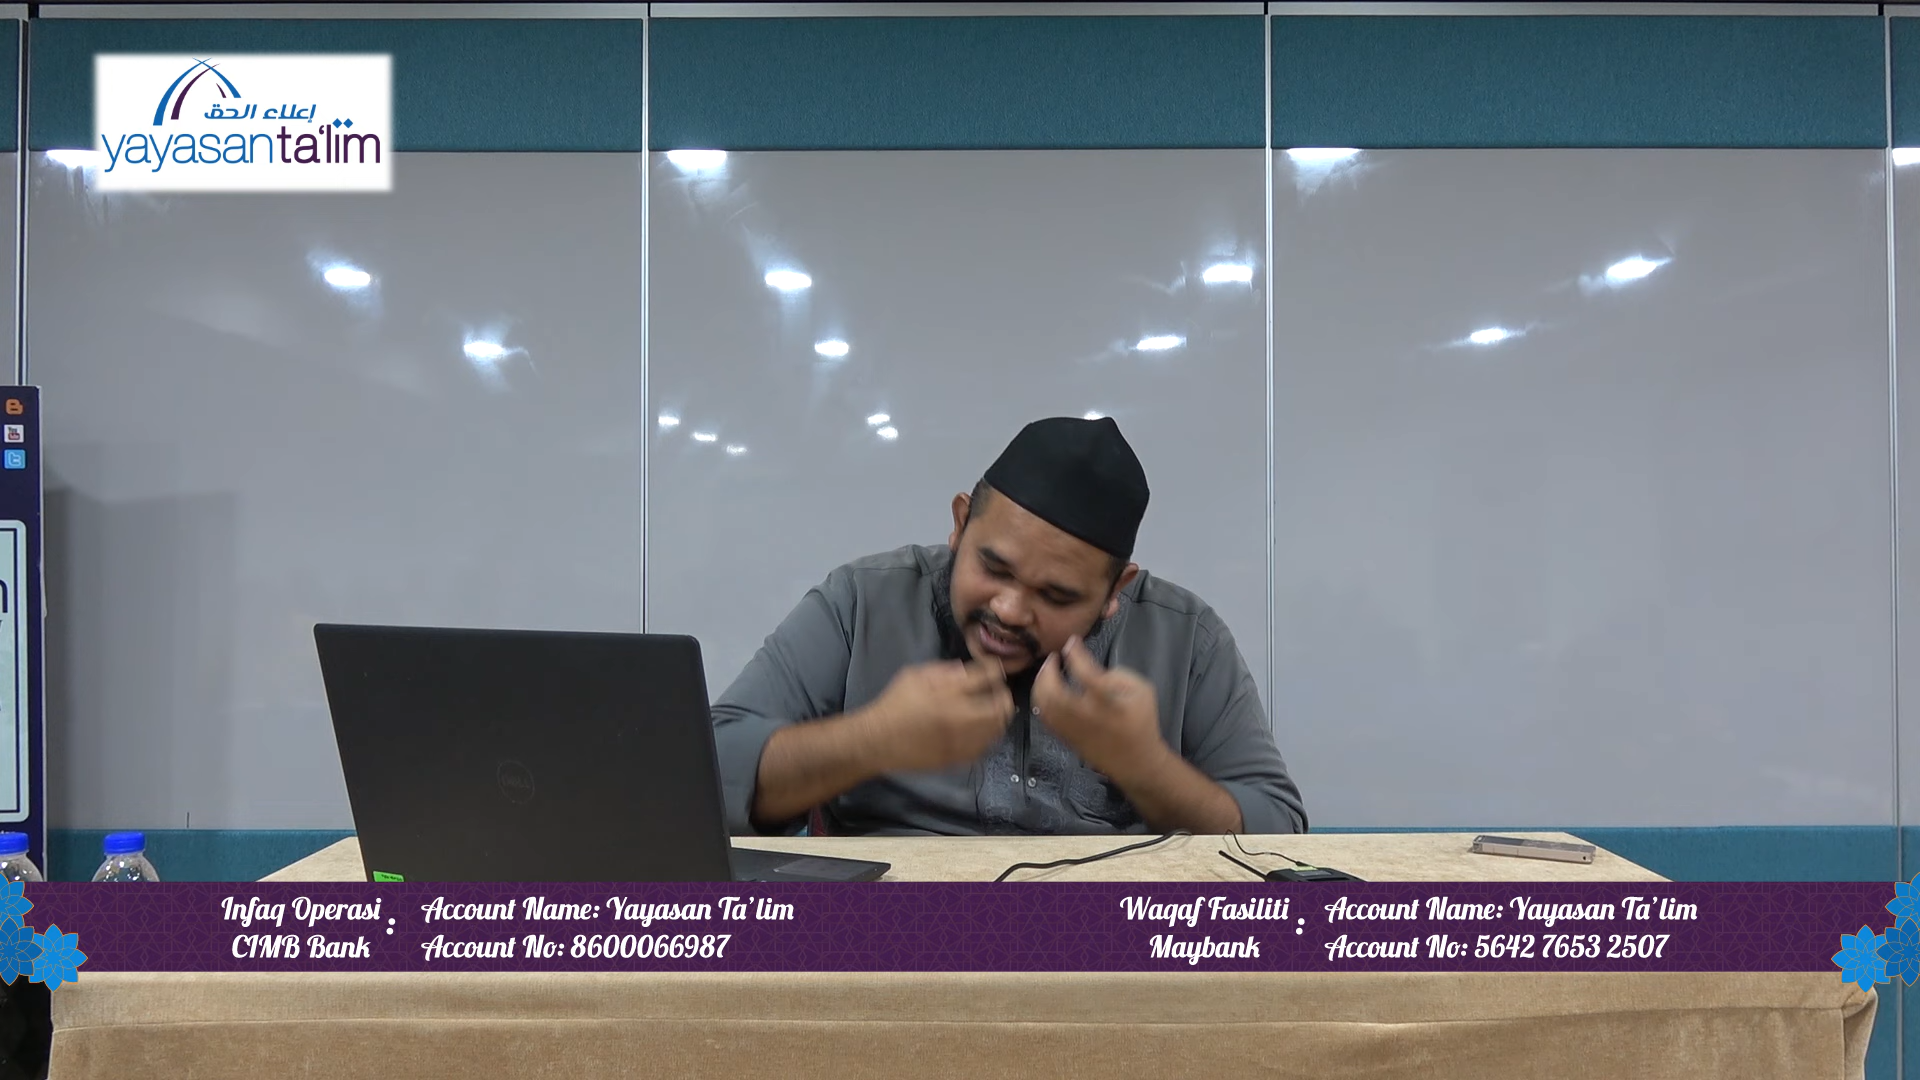 إعلاء الحق
yayasanta'lim
Infaq Operasi
CIMB Bank
:
Account Name: Yayasan Ta'lim
Account No: 8600066987
Waqaf Fasiliti
Maybank
:
Account Name: Yayasan Ta'lim
Account No: 5642 7653 2507
DELL